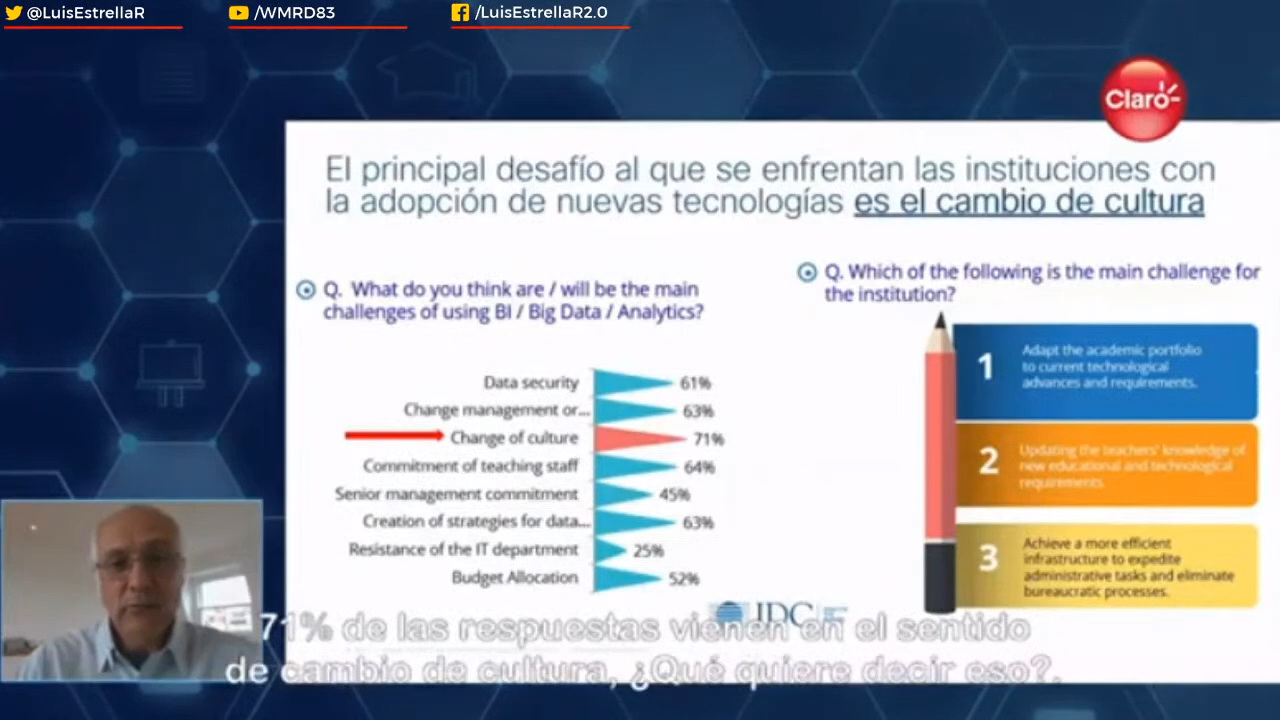 @LuisEstrellaR
/WMRD83
/LuisEstrellaR2.0
Claro-
El principal desafío al que se enfrentan las instituciones con
la adopción de nuevas tecnologías es el cambio de cultura
Q. What do you think are / will be the main
challenges of using BI / Big Data / Analytics?
Data security 61%
Change management or... 63%
Change of culture 71%
Commitment of teaching staff 64%
Senior management commitment 45%
Creation of strategies for data... 63%
Resistance of the IT department 25%
Budget Allocation 52%
Q. Which of the following is the main challenge for
the institution?
1
Adapt the academic portfolio
to current technological
advances and requirements.
2
Updating the teachers' knowledge of
new educational and technological
requirements.
3
Achieve a more efficient
infrastructure to expedite
administrative tasks and eliminate
bureaucratic processes.
IDC
71% de las respuestas vienen en el sentido
de cambio de cultura, ¿Qué quiere decir eso?.